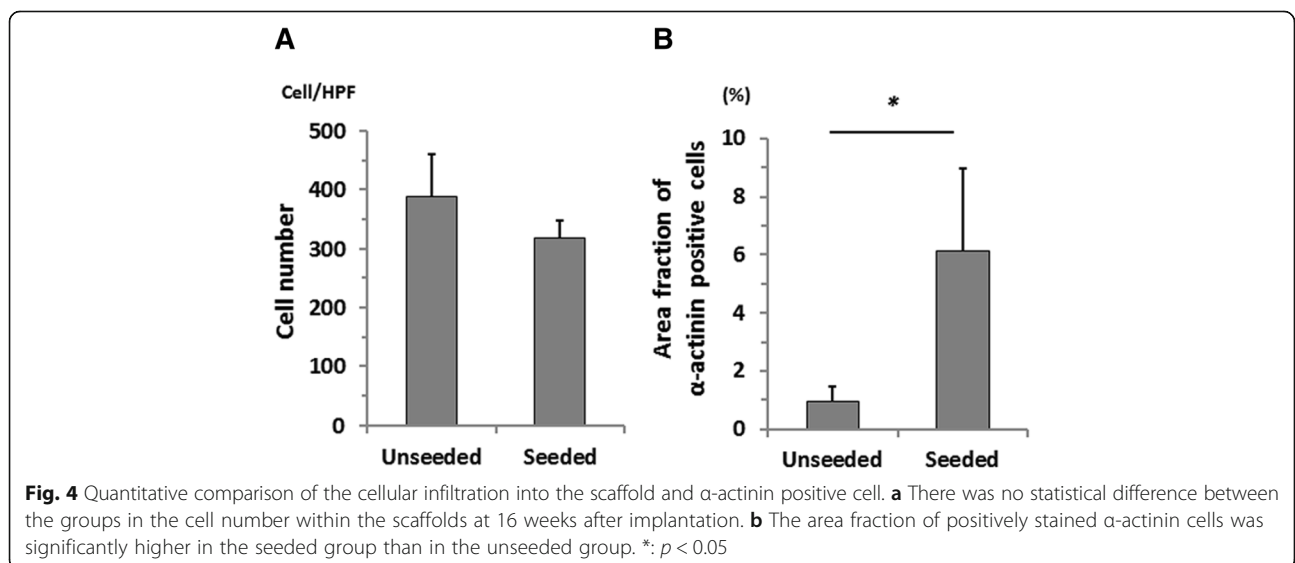 A
B
Cell/HPF
Cell number
500
400
300
200
100
0
Unseeded
Seeded
(%)
*
Area fraction of
α-actinin positive cells
10
8
6
4
2
0
Unseeded
Seeded
Fig. 4 Quantitative comparison of the cellular infiltration into the scaffold and α-actinin positive cell. a There was no statistical difference between
the groups in the cell number within the scaffolds at 16 weeks after implantation. b The area fraction of positively stained α-actinin cells was
significantly higher in the seeded group than in the unseeded group. *: p < 0.05